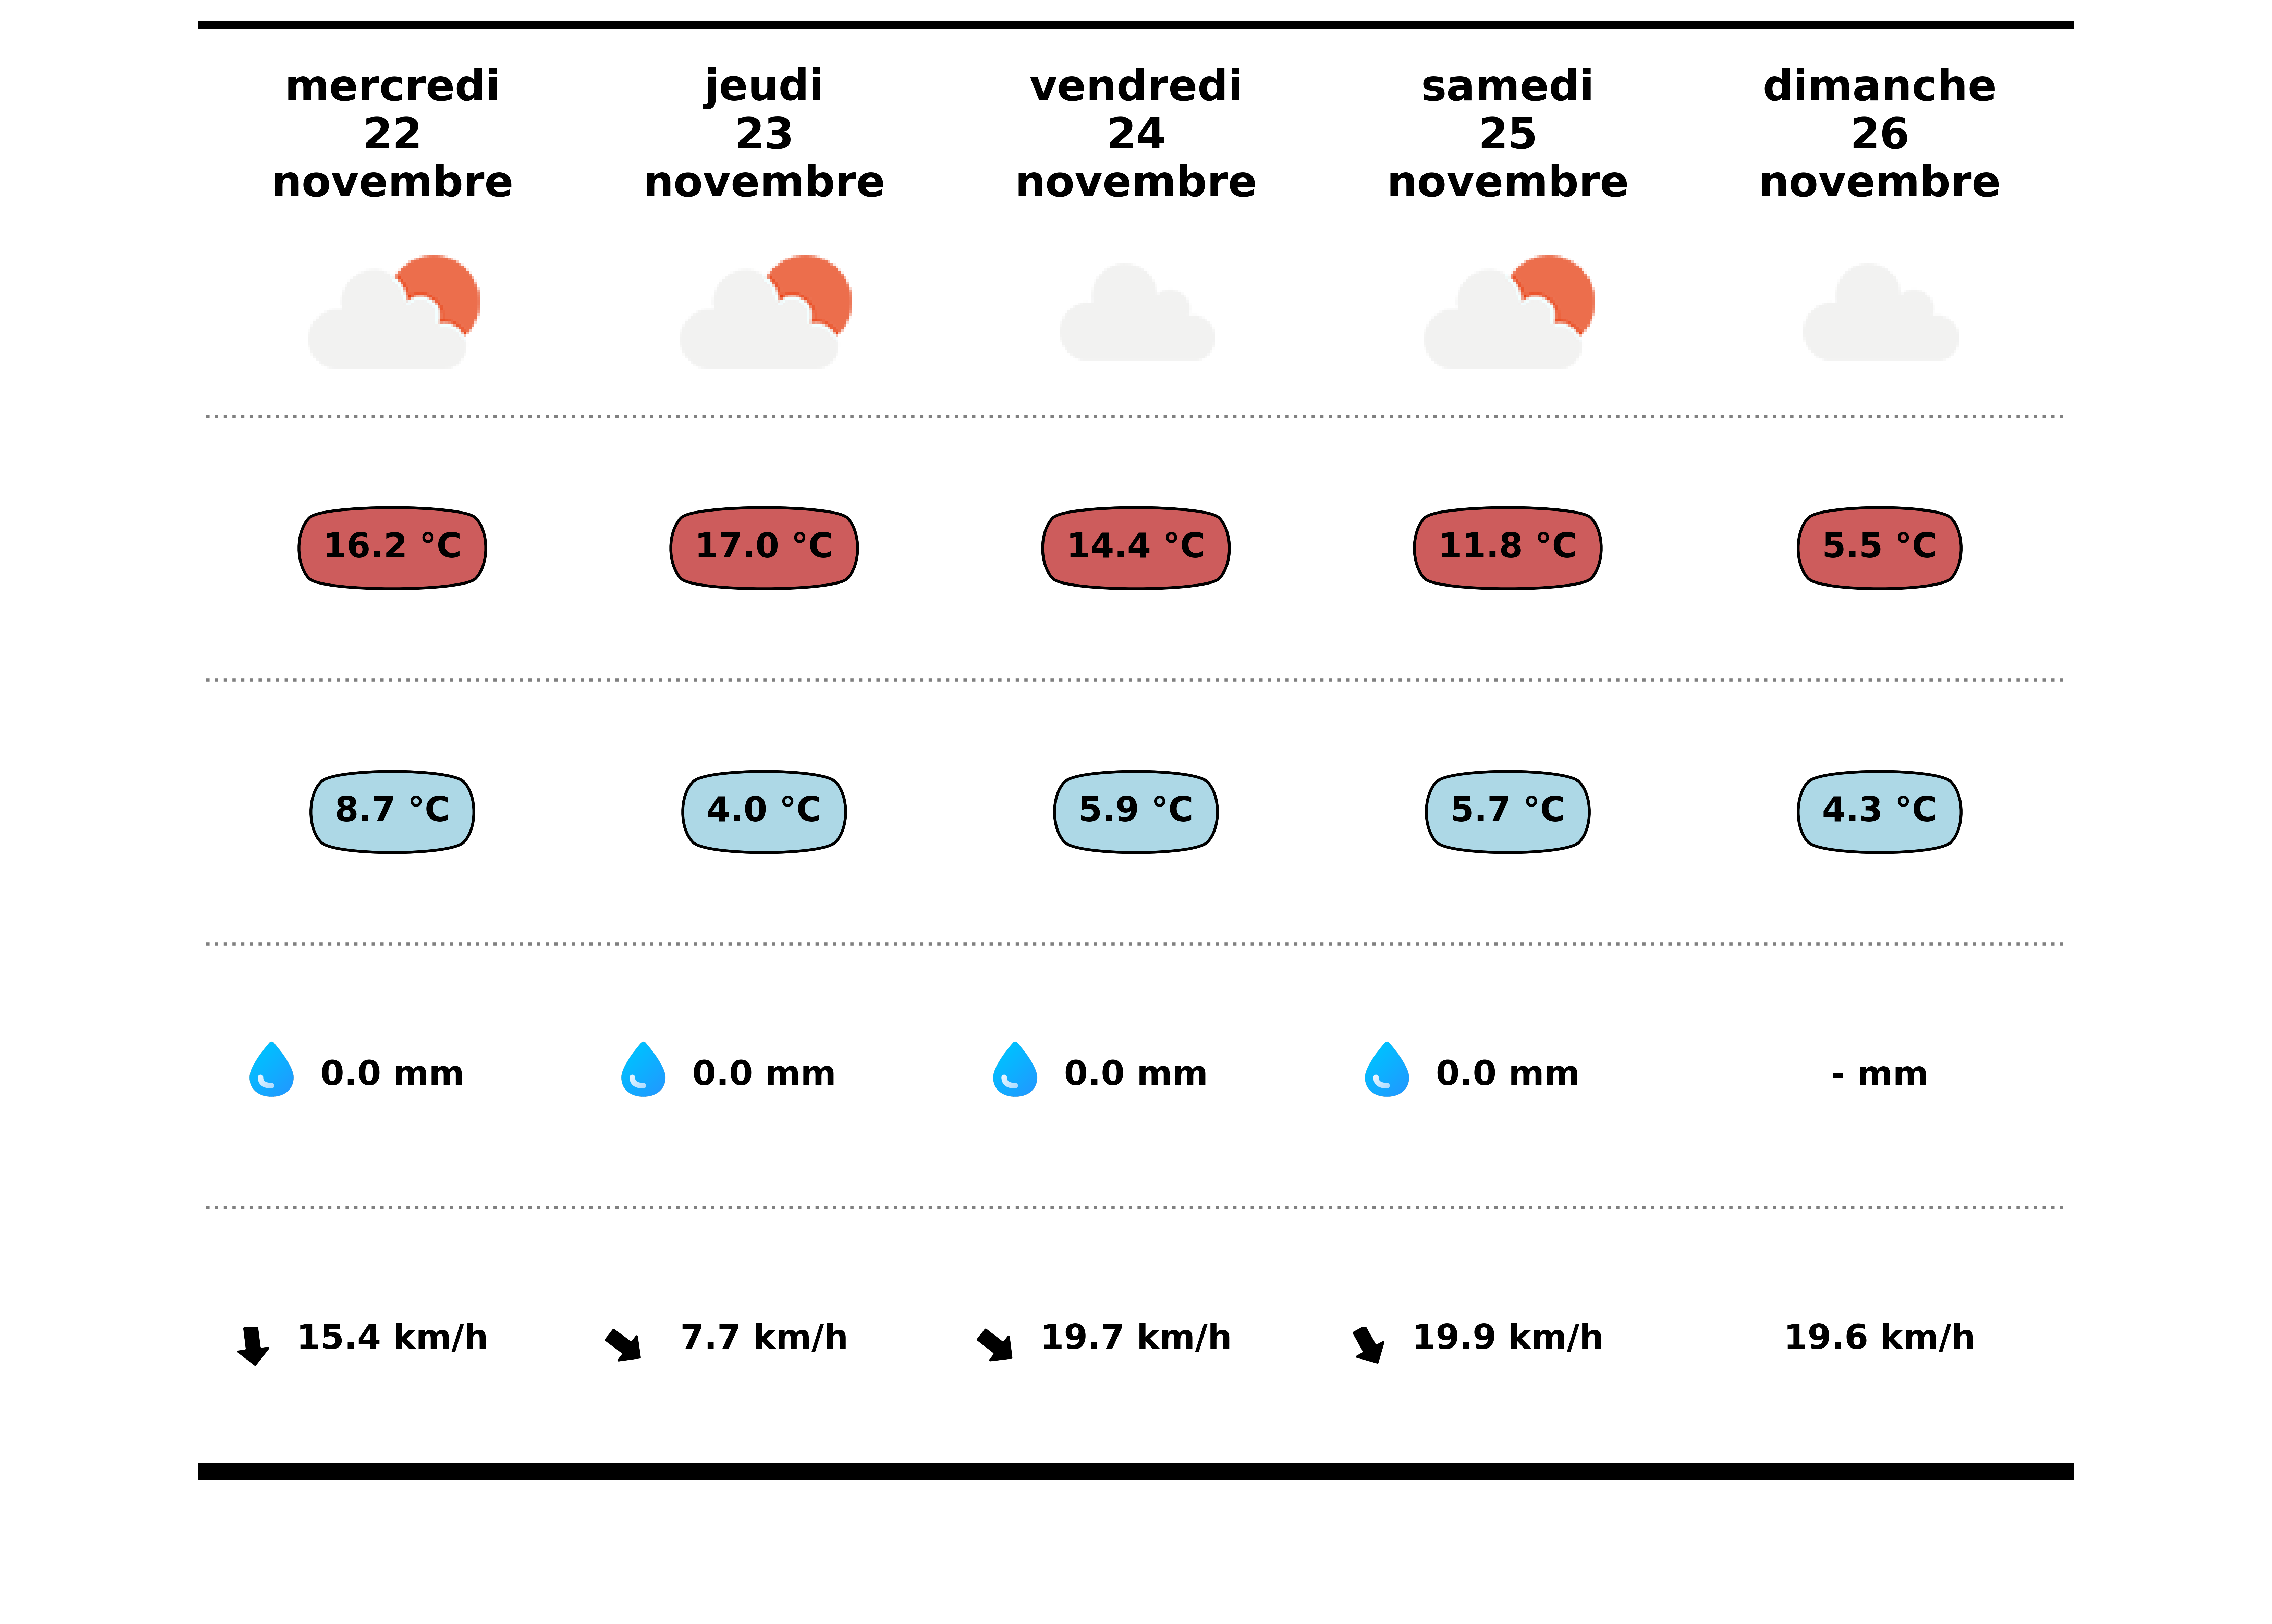 mercredi
22
novembre
jeudi
23
novembre
vendredi
24
novembre
samedi
25
novembre
dimanche
26
novembre
16.2 °C
17.0 °C
14.4 °C
11.8 °C
5.5 °C
8.7 °C
4.0 °C
5.9 °C
5.7 °C
4.3 °C
0.0 mm
0.0 mm
0.0 mm
0.0 mm
- mm
15.4 km/h
7.7 km/h
19.7 km/h
19.9 km/h
19.6 km/h